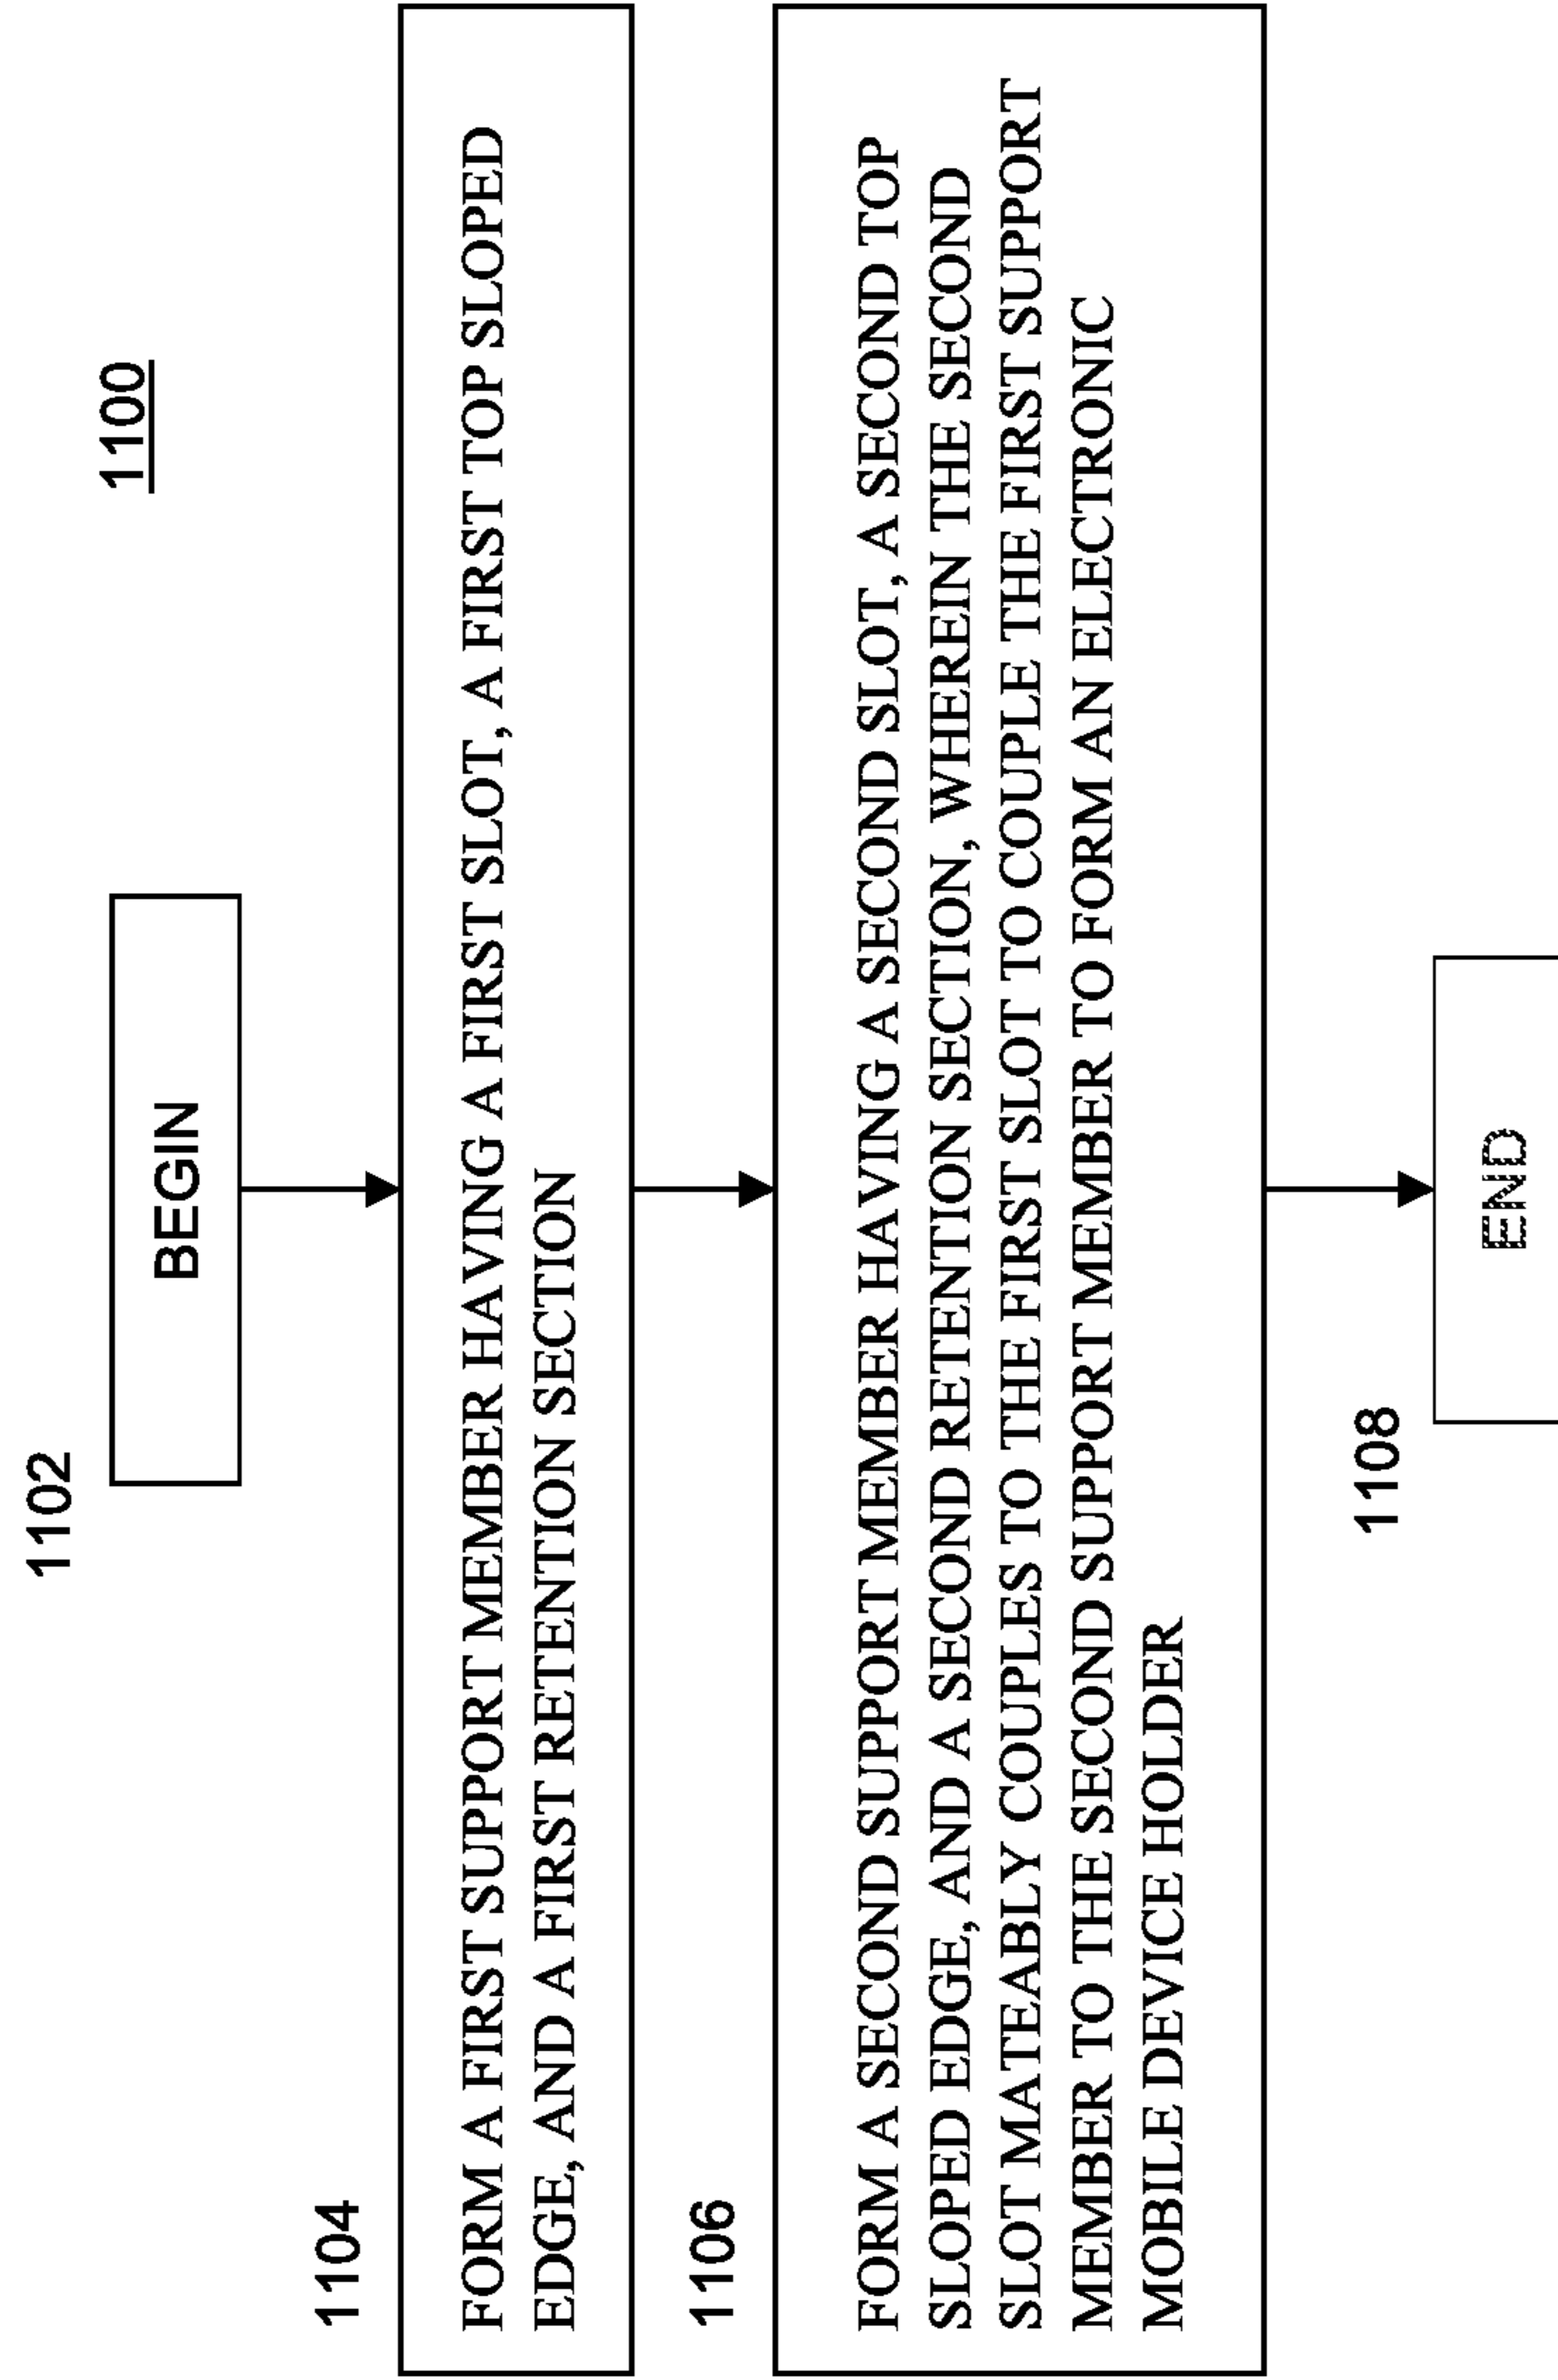 1100
1102
BEGIN
1104
FORM A FIRST SUPPORT MEMBER HAVING A FIRST SLOT, A FIRST TOP SLOPED
EDGE, AND A FIRST RETENTION SECTION
1106
FORM A SECOND SUPPORT MEMBER HAVING A SECOND SLOT, A SECOND TOP
SLOPED EDGE, AND A SECOND RETENTION SECTION, WHEREIN THE SECOND
SLOT MATEABLY COUPLES TO THE FIRST SLOT TO COUPLE THE FIRST SUPPORT
MEMBER TO THE SECOND SUPPORT MEMBER TO FORM AN ELECTRONIC
MOBILE DEVICE HOLDER
1108
END